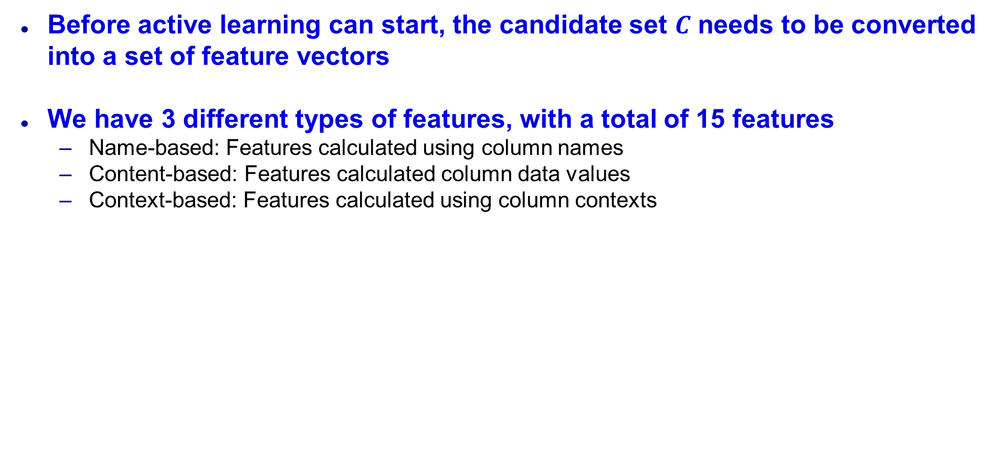 ● Before active learning can start, the candidate set C needs to be converted
into a set of feature vectors
● We have 3 different types of features, with a total of 15 features
– Name-based: Features calculated using column names
– Content-based: Features calculated column data values
– Context-based: Features calculated using column contexts